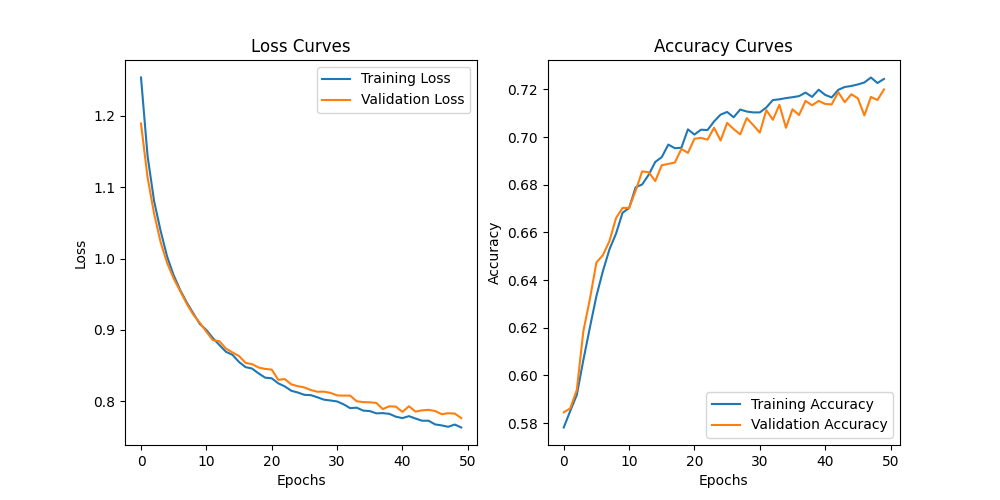 Loss Curves
Training Loss
Validation Loss
1.2
1.1
1.0
0.9
0.8
Loss
0 10 20 30 40 50
Epochs
Accuracy Curves
0.72
0.70
0.68
0.66
0.64
0.62
0.60
0.58
Accuracy
Training Accuracy
Validation Accuracy
0 10 20 30 40 50
Epochs